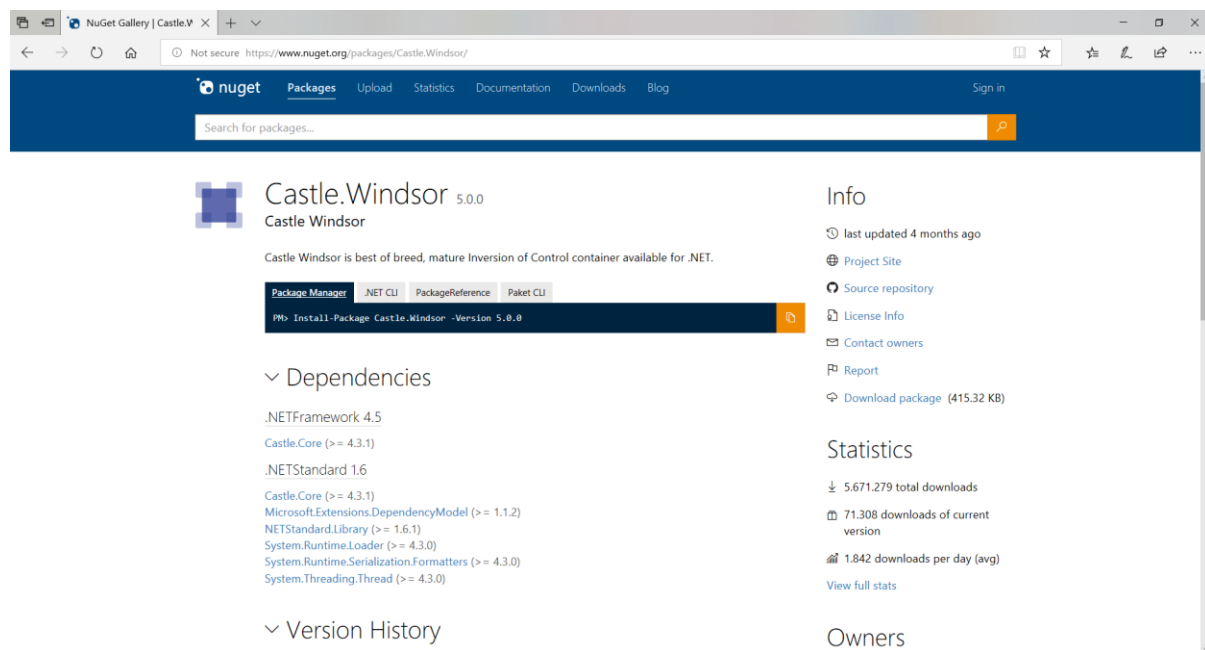 NuGet Gallery | Castle.W
Not secure https://www.nuget.org/packages/Castle.Windsor/
nuget Packages Upload Statistics Documentation Downloads Blog Sign in
Search for packages...
Castle.Windsor 5.0.0
Castle Windsor
Castle Windsor is best of breed, mature Inversion of Control container available for .NET.
Package Manager .NET CLI PackageReference Paket CLI
PM> Install-Package Castle.Windsor -Version 5.0.0
Dependencies
.NETFramework 4.5
Castle.Core (>= 4.3.1)
.NETStandard 1.6
Castle.Core (>= 4.3.1)
Microsoft.Extensions.DependencyModel (>= 1.1.2)
NETStandard.Library (>= 1.6.1)
System.Runtime.Loader (>= 4.3.0)
System.Runtime.Serialization.Formatters (>= 4.3.0)
System.Threading.Thread (>= 4.3.0)
Version History
Info
last updated 4 months ago
Project Site
Source repository
License Info
Contact owners
Report
Download package (415.32 KB)
Statistics
5.671.279 total downloads
71.308 downloads of current
version
1.842 downloads per day (avg)
View full stats
Owners